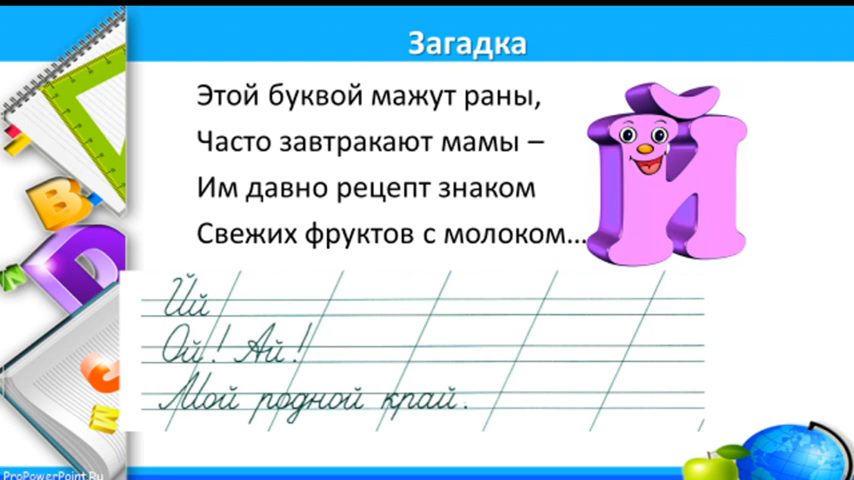 Загадка
Этой буквой мажут раны,
Часто завтракают мамы –
Им давно рецепт знаком
Свежих фруктов с молоком...
Й
Йй
Ой! Ай!
Мой родной край.
ProPowerPoint.Ru